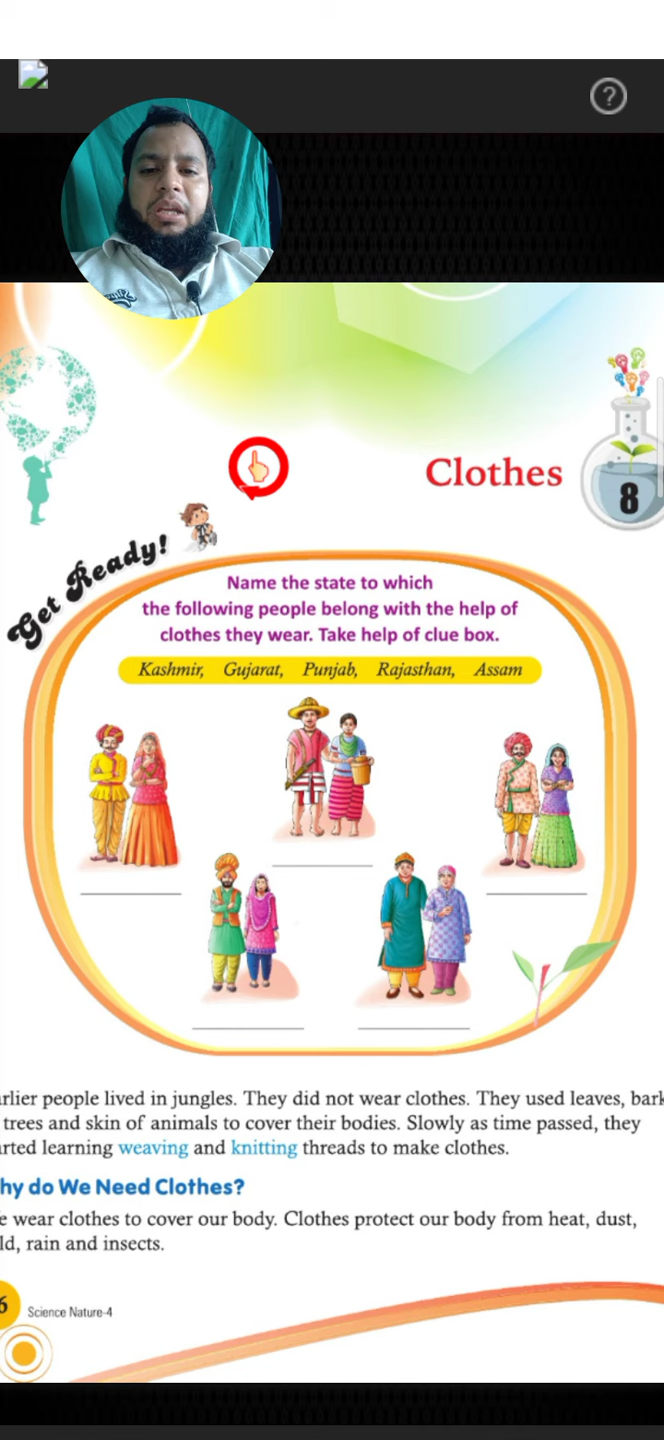 ?
Clothes
8
Get Ready!
Name the state to which
the following people belong with the help of
clothes they wear. Take help of clue box.
Kashmir, Gujarat, Punjab, Rajasthan, Assam
rlier people lived in jungles. They did not wear clothes. They used leaves, bark
trees and skin of animals to cover their bodies. Slowly as time passed, they
rted learning weaving and knitting threads to make clothes.
hy do We Need Clothes?
e wear clothes to cover our body. Clothes protect our body from heat, dust,
ld, rain and insects.
6 Science Nature-4